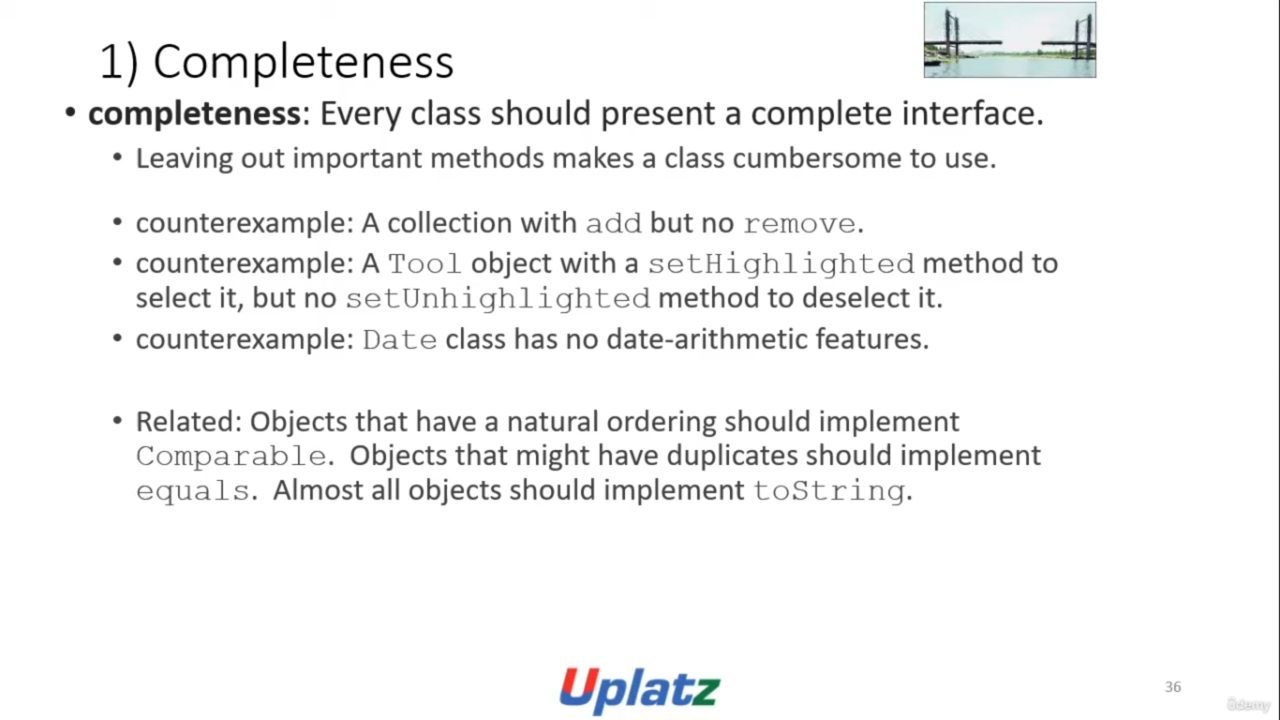 1) Completeness
• completeness: Every class should present a complete interface.
• Leaving out important methods makes a class cumbersome to use.
• counterexample: A collection with add but no remove.
• counterexample: A Tool object with a setHighlighted method to
select it, but no setUnhighlighted method to deselect it.
• counterexample: Date class has no date-arithmetic features.
• Related: Objects that have a natural ordering should implement
Comparable. Objects that might have duplicates should implement
equals. Almost all objects should implement toString.
Uplatz
36
ûdemy